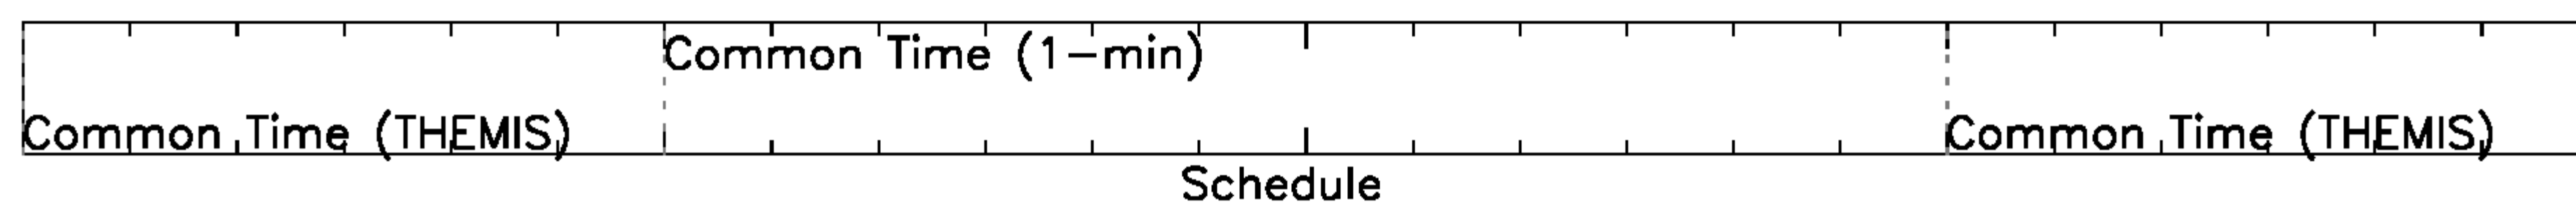 Common Time (1-min)
Common Time (THEMIS)
Common Time (THEMIS)
Schedule